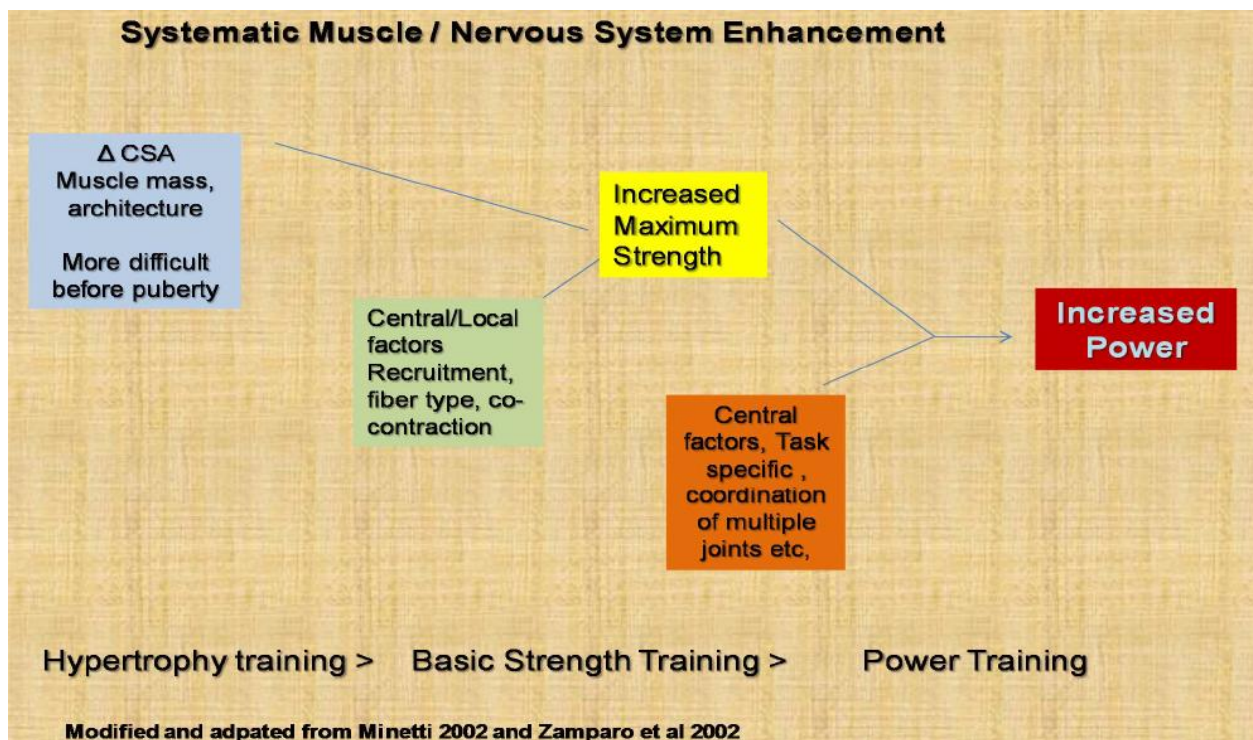 Systematic Muscle / Nervous System Enhancement
Δ CSA
Muscle mass,
architecture
More difficult
before puberty
Increased
Maximum
Strength
Central/Local
factors
Recruitment,
fiber type, co-
contraction
Increased
Power
Central
factors, Task
specific ,
coordination
of multiple
joints etc,
Hypertrophy training > Basic Strength Training > Power Training
Modified and adpated from Minetti 2002 and Zamparo et al 2002